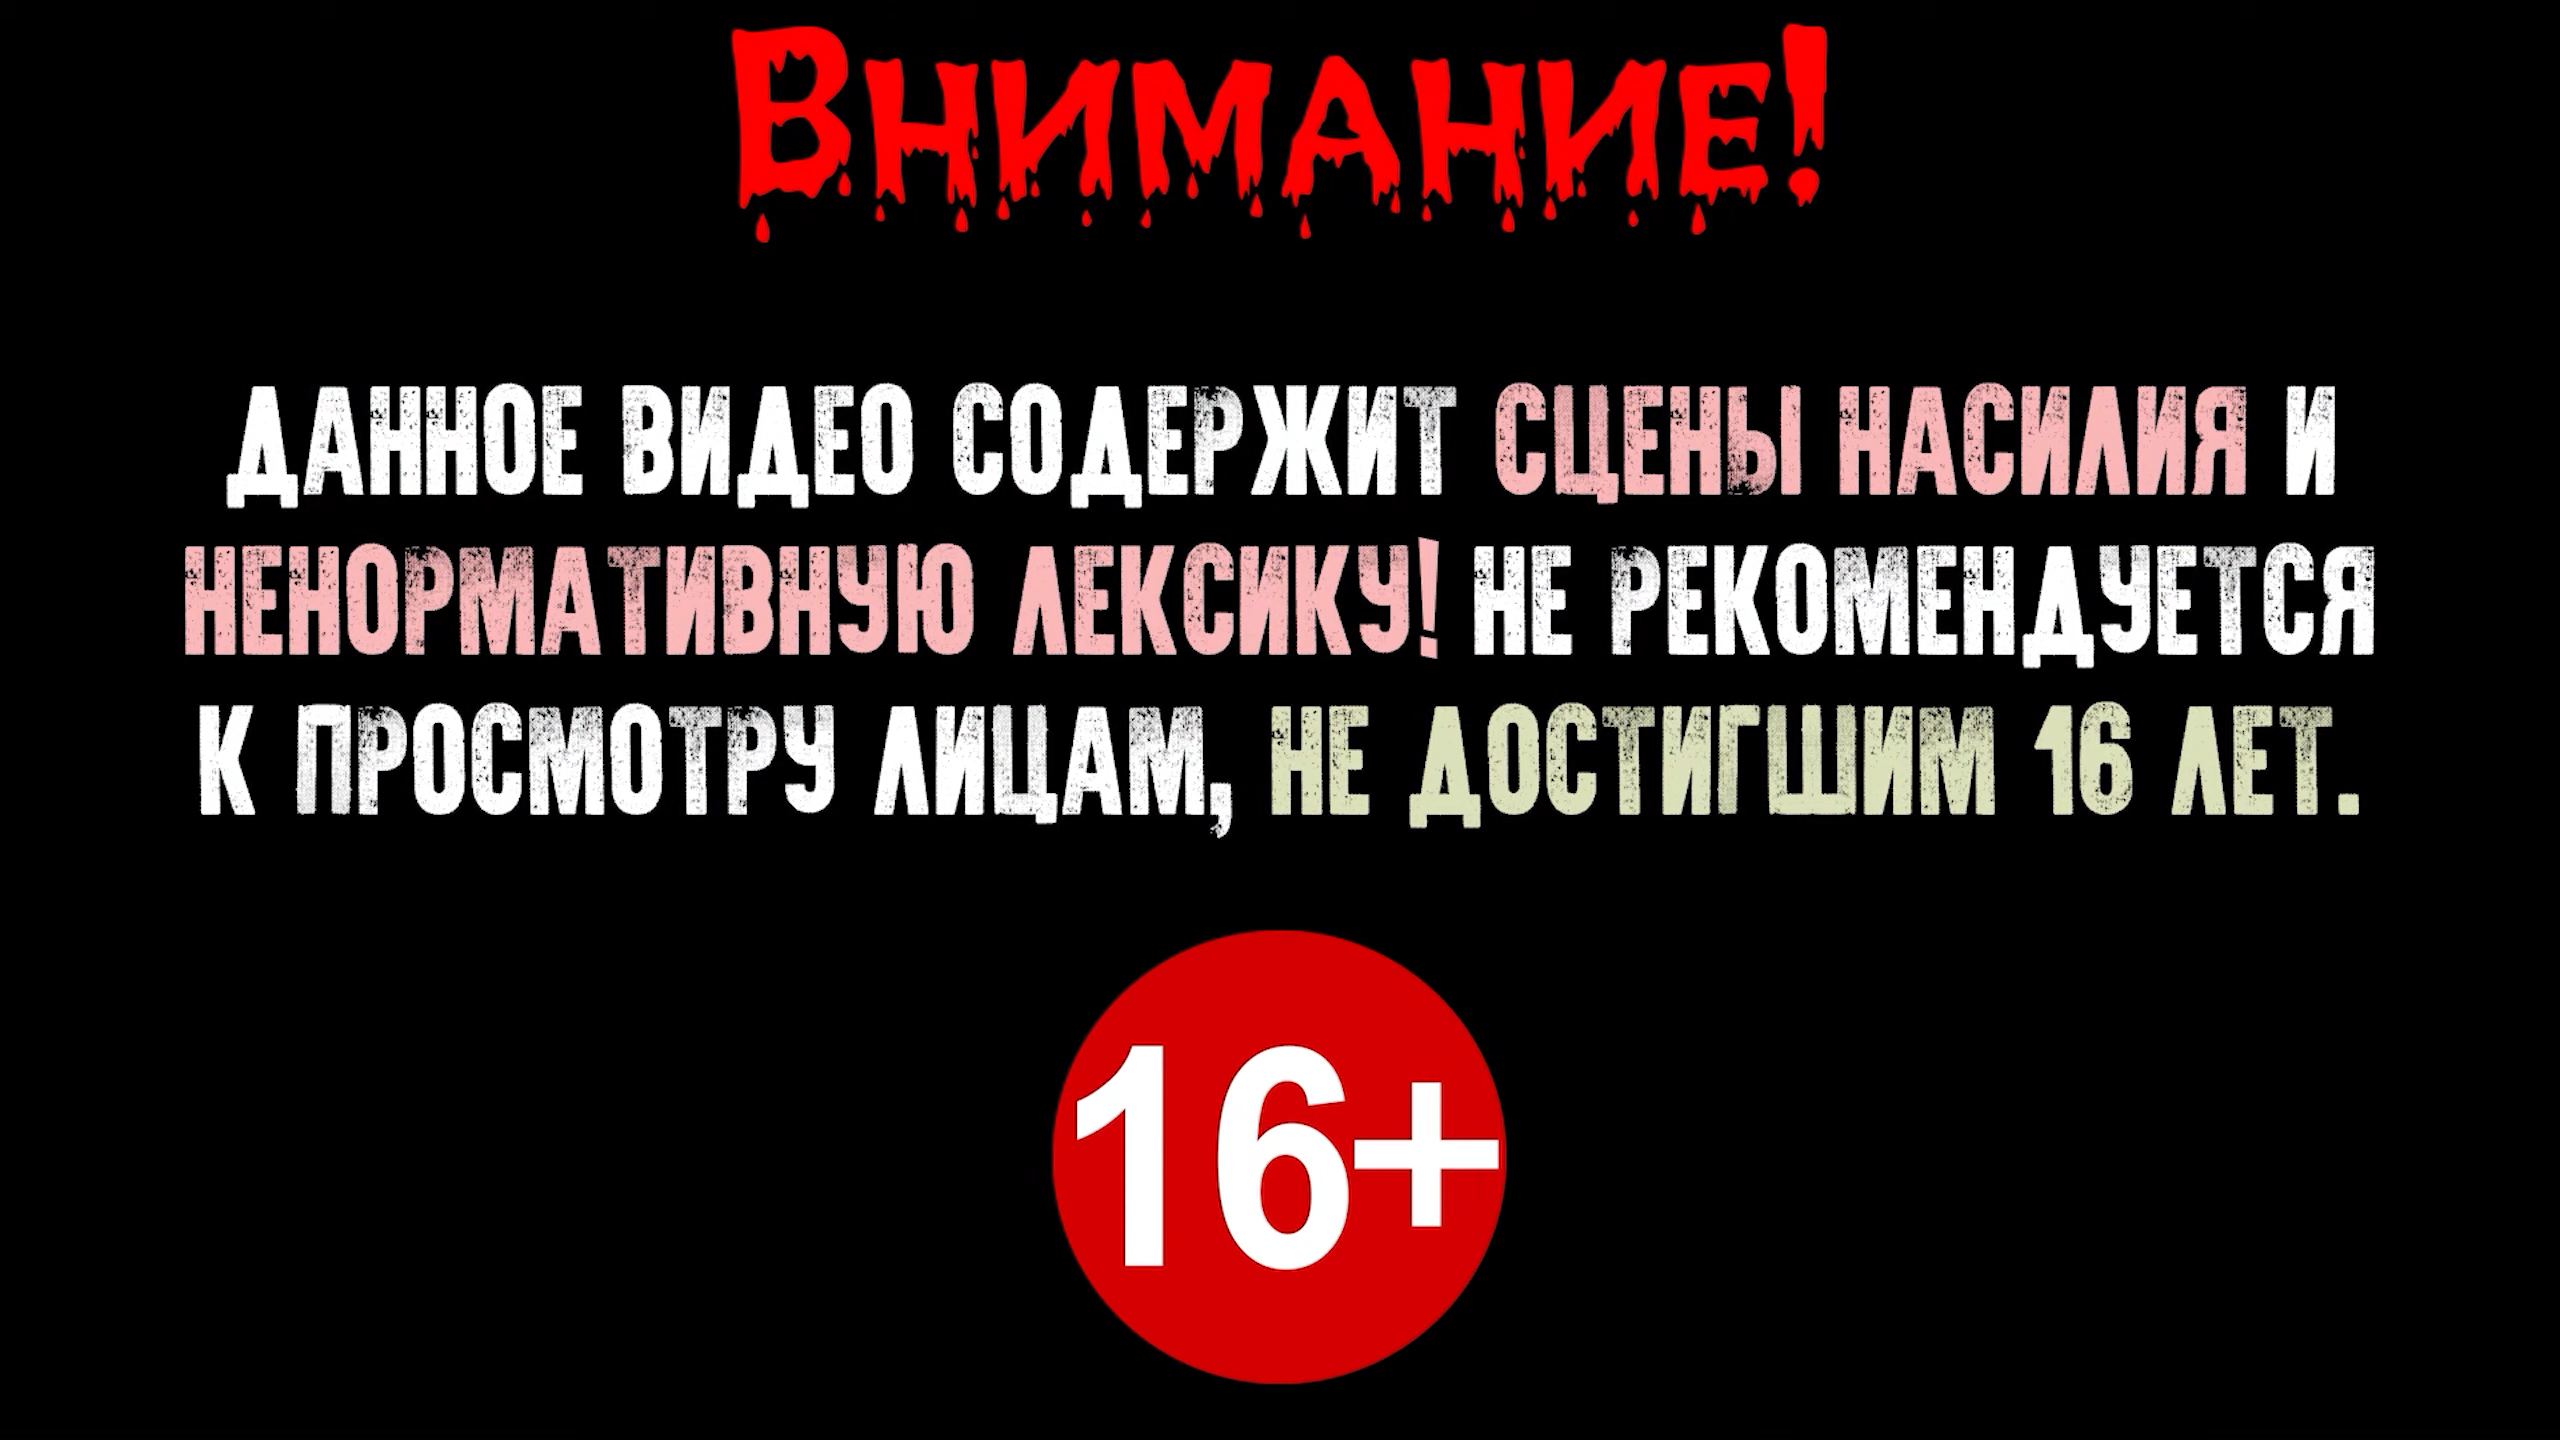 Внимание!
ДАННОЕ ВИДЕО СОДЕРЖИТ СЦЕНЫ НАСИЛИЯ И
НЕНОРМАТИВНУЮ ЛЕКСИКУ! НЕ РЕКОМЕНДУЕТСЯ
К ПРОСМОТРУ ЛИЦАМ, НЕ ДОСТИГШИМ 16 ЛЕТ.
16+